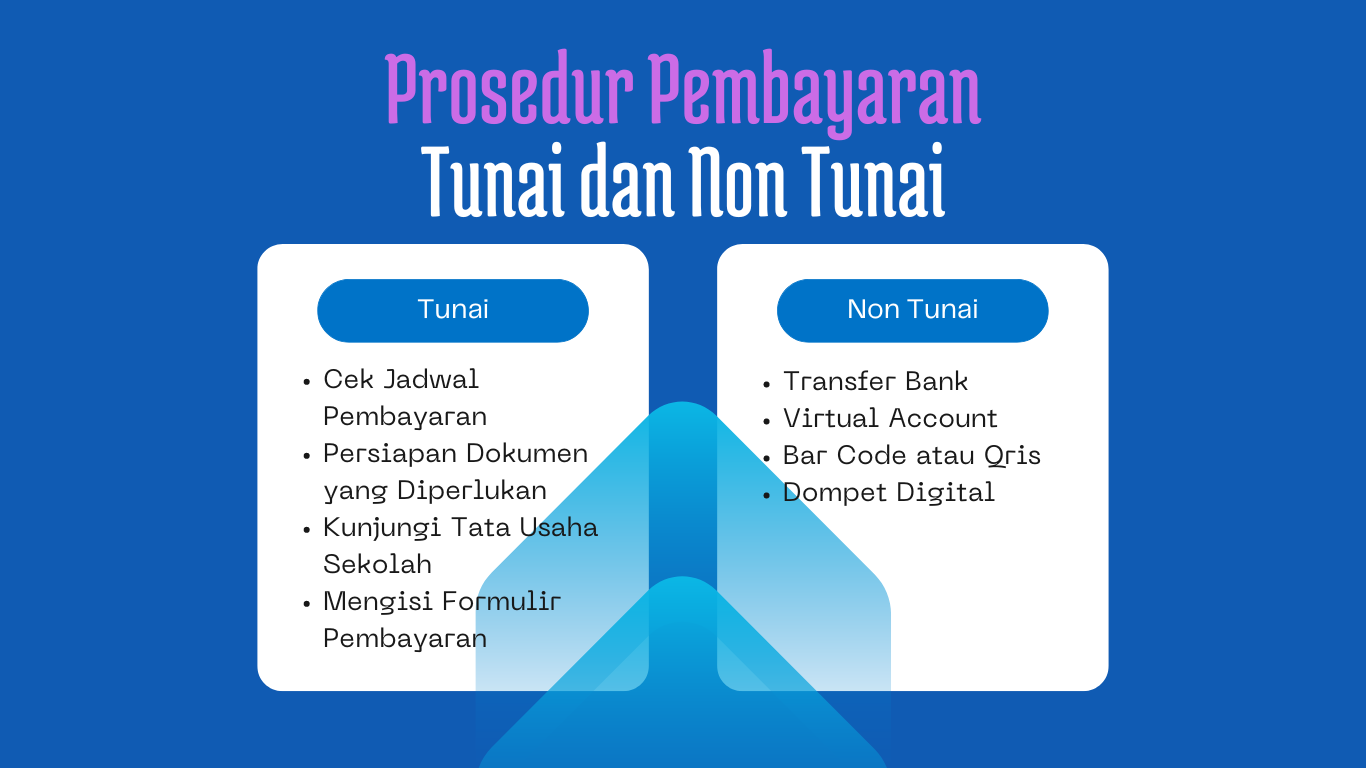 Prosedur Pembayaran
Tunai dan Non Tunai
Tunai
• Cek Jadwal
Pembayaran
• Persiapan Dokumen
yang Diperlukan
• Kunjungi Tata Usaha
Sekolah
• Mengisi Formulir
Pembayaran
Non Tunai
• Transfer Bank
• Virtual Account
• Bar Code atau Qris
• Dompet Digital